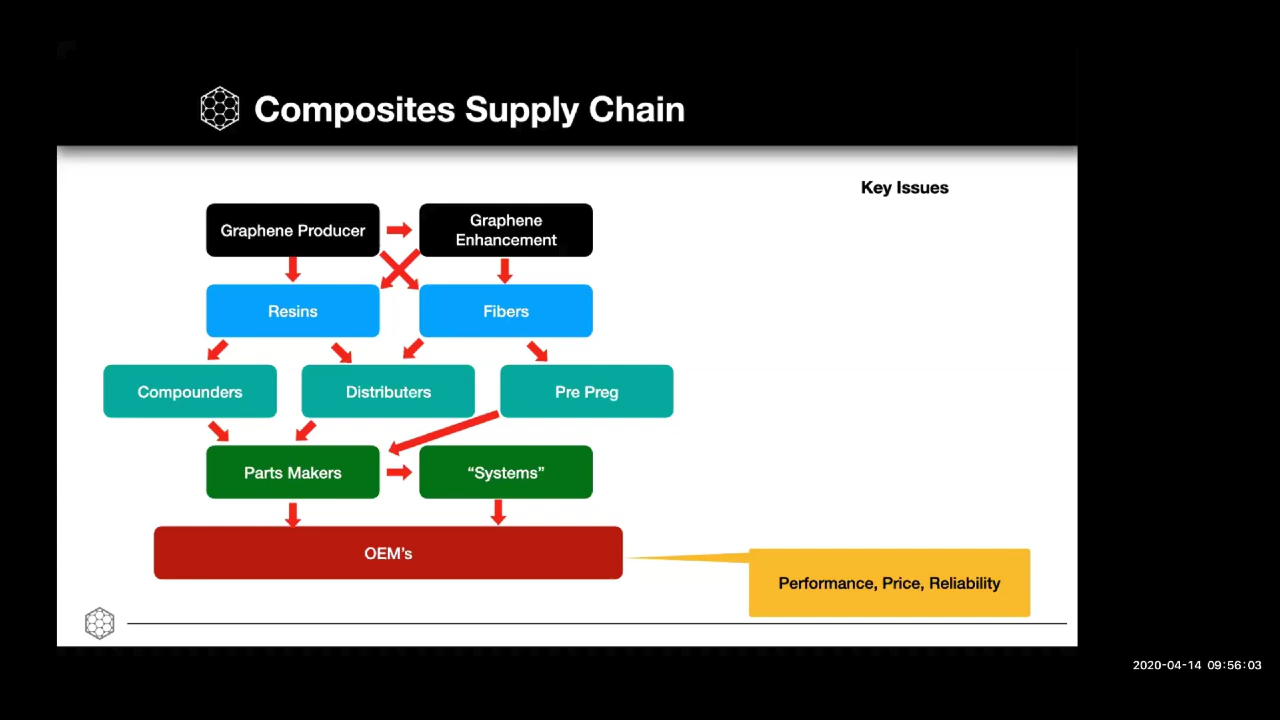 Composites Supply Chain
Key Issues
Graphene Producer
Graphene
Enhancement
Resins
Fibers
Compounders
Distributers
Pre Preg
Parts Makers
“Systems”
OEM’s
Performance, Price, Reliability
2020-04-14 09:56:03